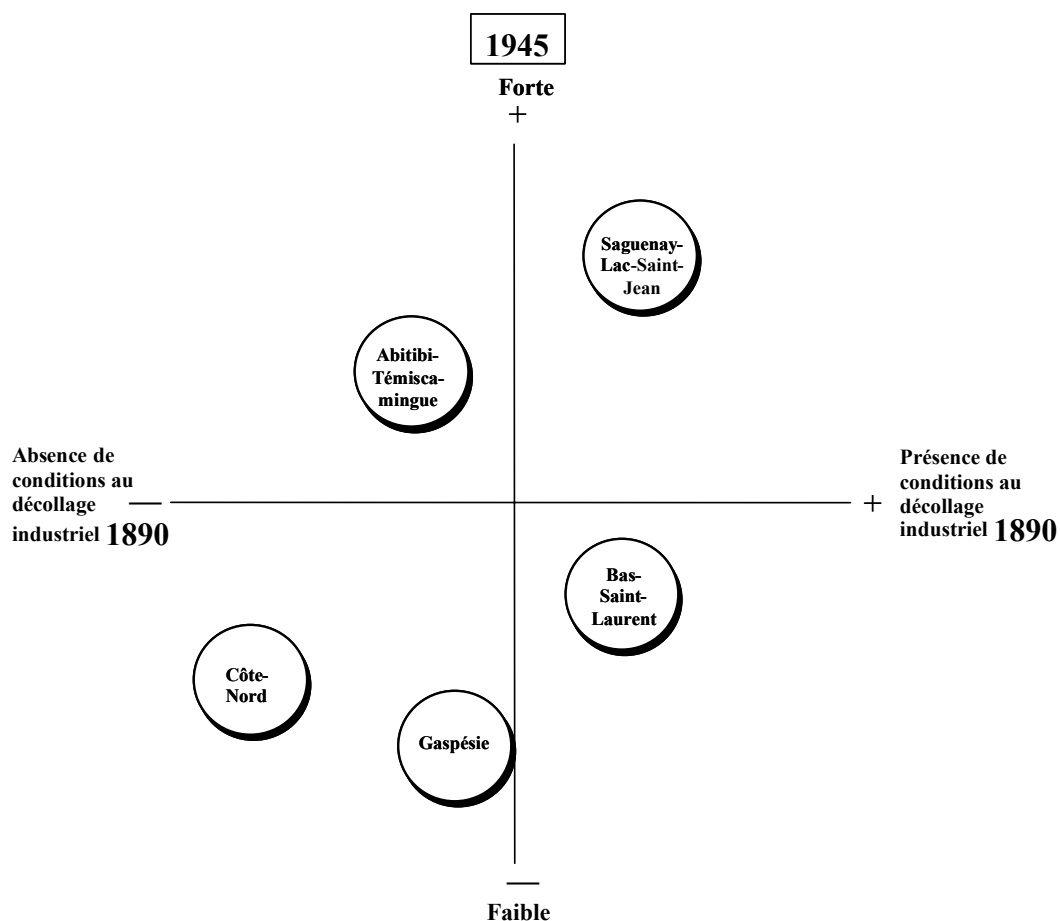 1945
Forte
+
Saguenay-
Lac-Saint-
Jean
Abitibi-
Témisca-
mingue
Absence de
conditions au
décollage —
industriel 1890
+ Présence de
conditions au
décollage
industriel 1890
Bas-
Saint-
Laurent
Côte-
Nord
Gaspésie
—
Faible